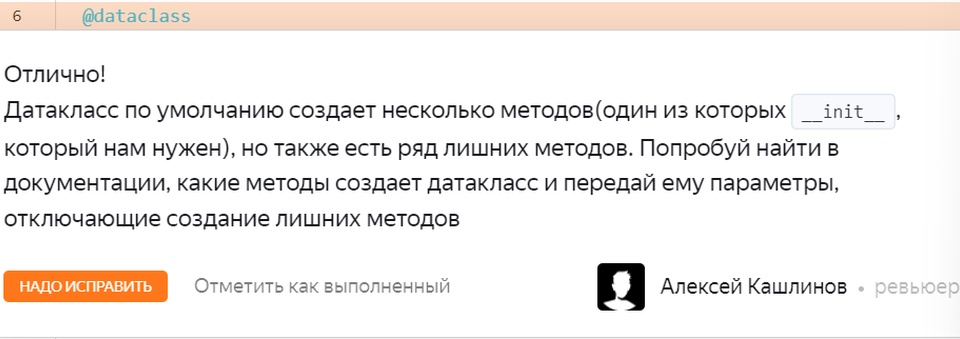 6 @dataclass
Отлично!
Датакласс по умолчанию создает несколько методов(один из которых __init__ ,
который нам нужен), но также есть ряд лишних методов. Попробуй найти в
документации, какие методы создает датакласс и передай ему параметры,
отключающие создание лишних методов
НАДО ИСПРАВИТЬ Отметить как выполненный Алексей Кашлинов • ревьюер